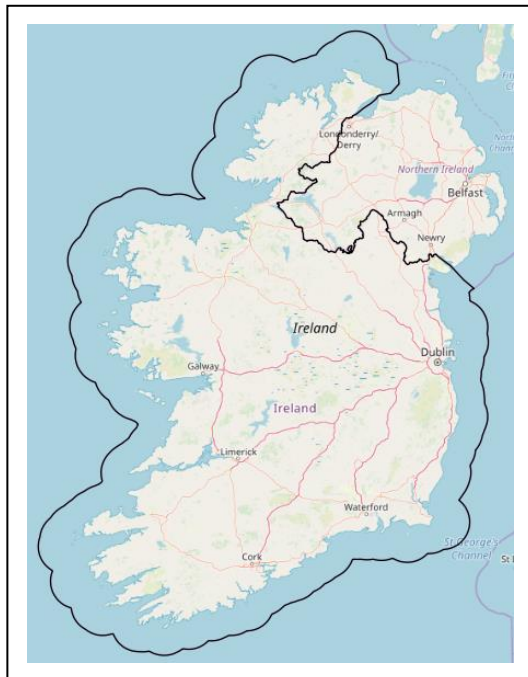 Londonderry/
Derry
Northern Ireland
Belfast
Armagh
Newry
Ireland
Dublin
Galway
Ireland
Limerick
Waterford
St George's
Channel
Cork